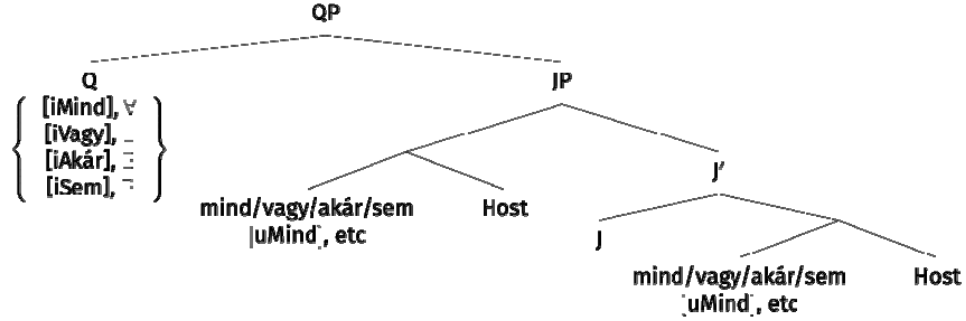 QP
Q JP
[iMind], ∀
[iVagy],
[iAkár],
[iSem],
J′
mind/vagy/akár/sem Host
uMind, etc
J
mind/vagy/akár/sem Host
uMind, etc